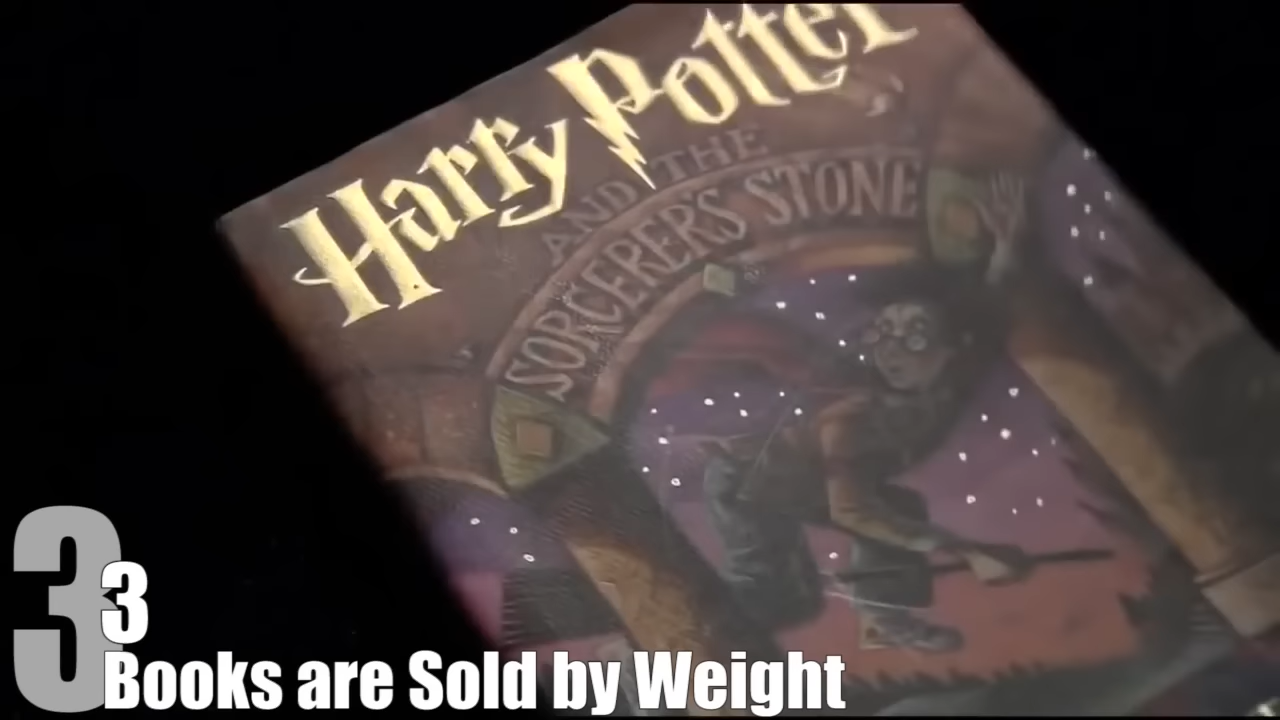 Harry Potter
AND THE
SORCERER'S STONE
3
3
Books are Sold by Weight